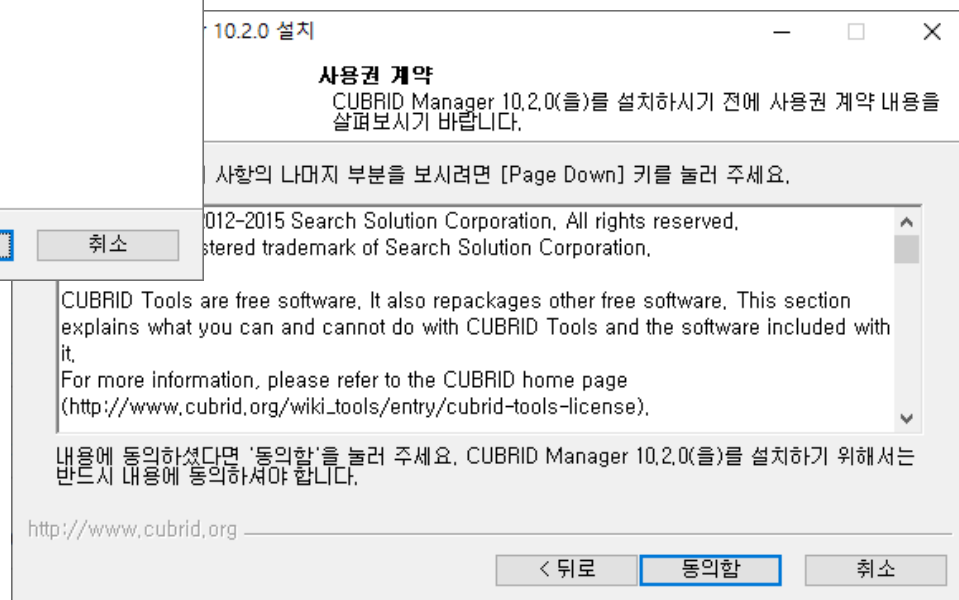 10.2.0 설치
사용권 계약
CUBRID Manager 10.2.0(을)를 설치하시기 전에 사용권 계약 내용을
살펴보시기 바랍니다.
사항의 나머지 부분을 보시려면 [Page Down] 키를 눌러 주세요.
2012-2015 Search Solution Corporation. All rights reserved.
trademark of Search Solution Corporation.
취소
CUBRID Tools are free software. It also repackages other free software. This section
explains what you can and cannot do with CUBRID Tools and the software included with
it.
For more information, please refer to the CUBRID home page
(http://www.cubrid.org/wiki_tools/entry/cubrid-tools-license).
내용에 동의하셨다면 '동의함'을 눌러 주세요. CUBRID Manager 10.2.0(을)를 설치하기 위해서는
반드시 내용에 동의하셔야 합니다.
http://www.cubrid.org
< 뒤로
동의함
취소